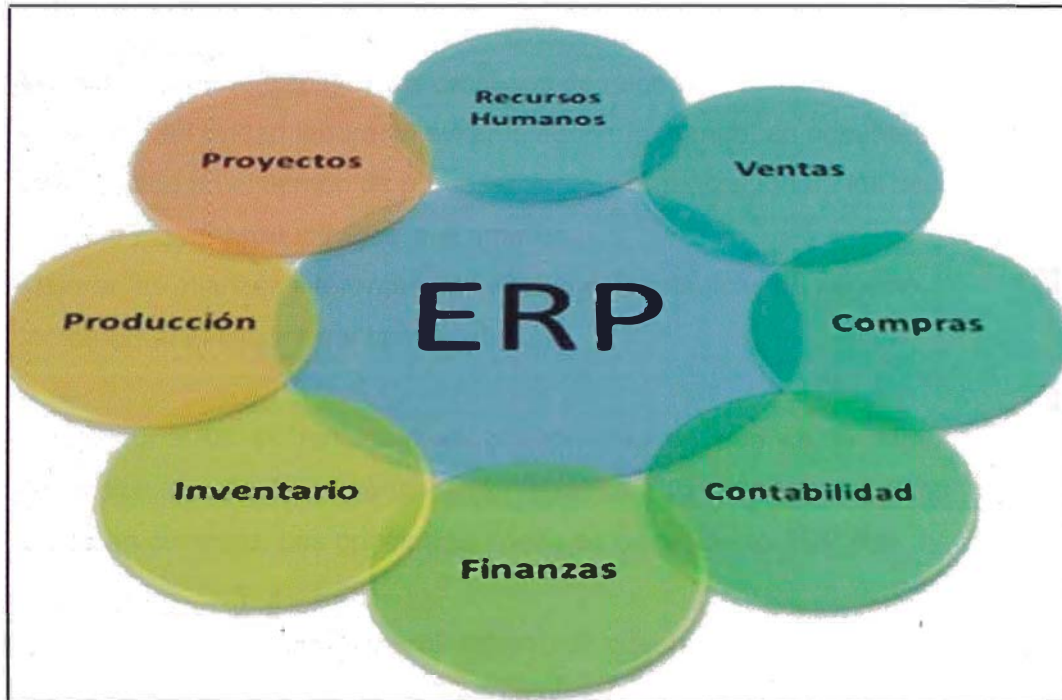 Recursos
Humanos
Proyectos
Ventas
ERP
Producción
Compras
Inventario
Contabilidad
Finanzas